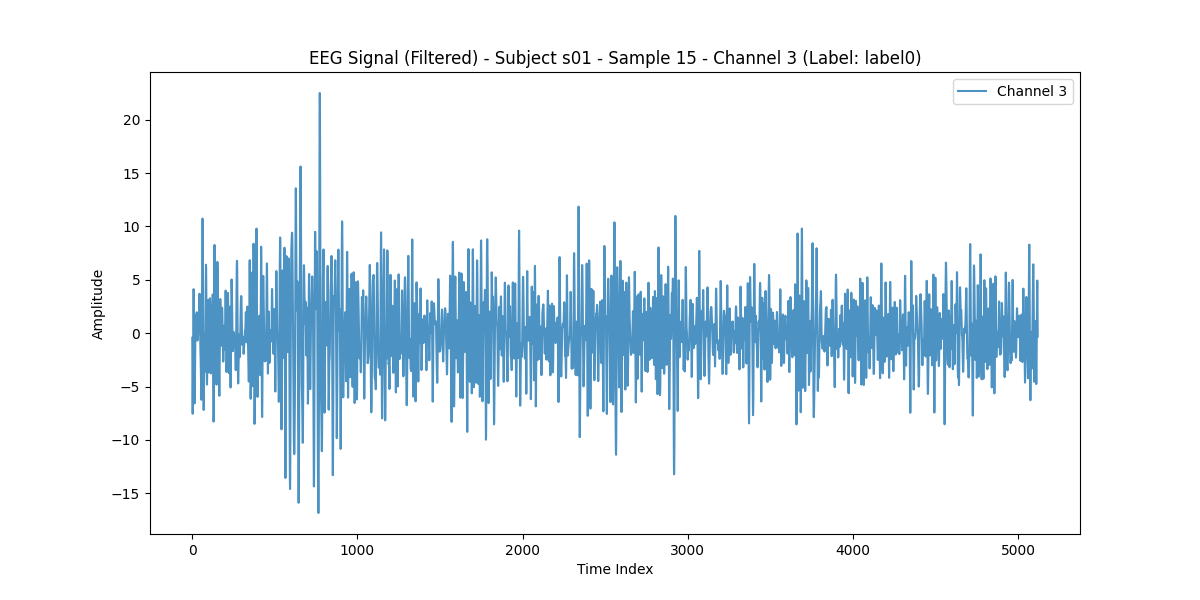 EEG Signal (Filtered) - Subject s01 - Sample 15 - Channel 3 (Label: label0)
Channel 3
20
15
10
5
0
−5
−10
−15
Amplitude
0 1000 2000 3000 4000 5000
Time Index